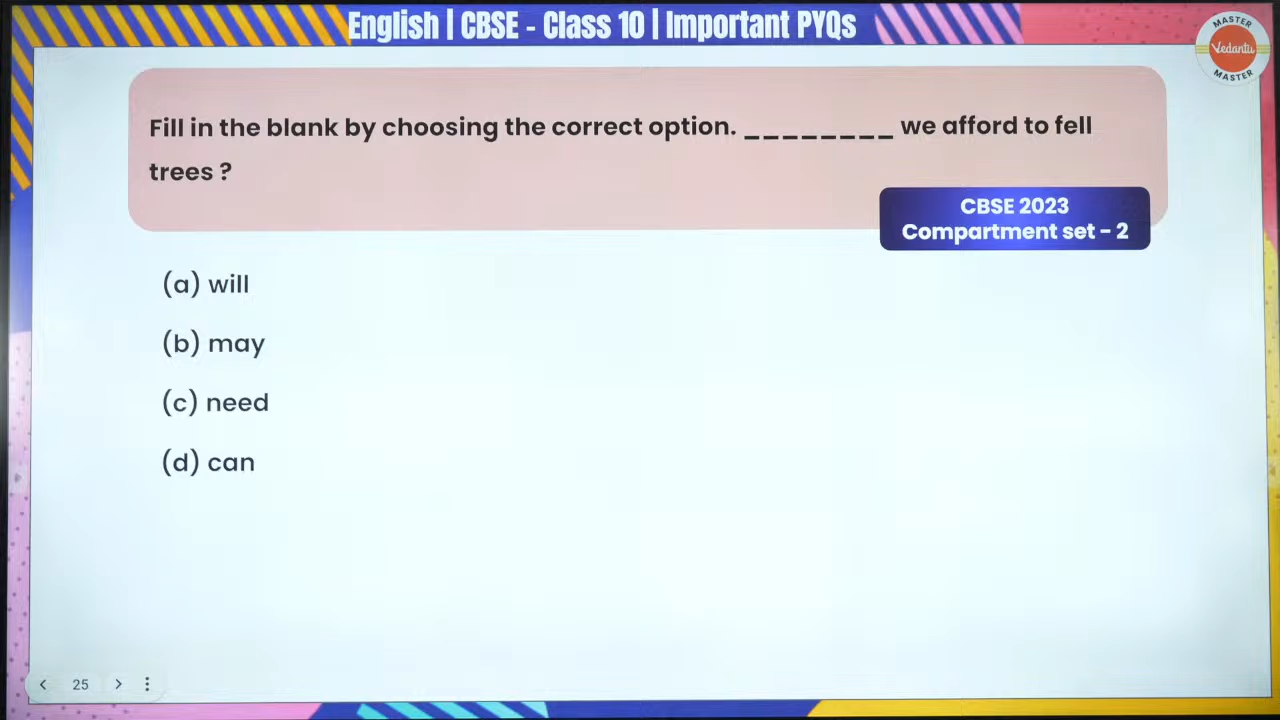 English | CBSE - Class 10 | Important PYQs
MASTER
Vedantu
MASTER
Fill in the blank by choosing the correct option. ________ we afford to fell
trees ?
CBSE 2023
Compartment set - 2
(a) will
(b) may
(c) need
(d) can
25